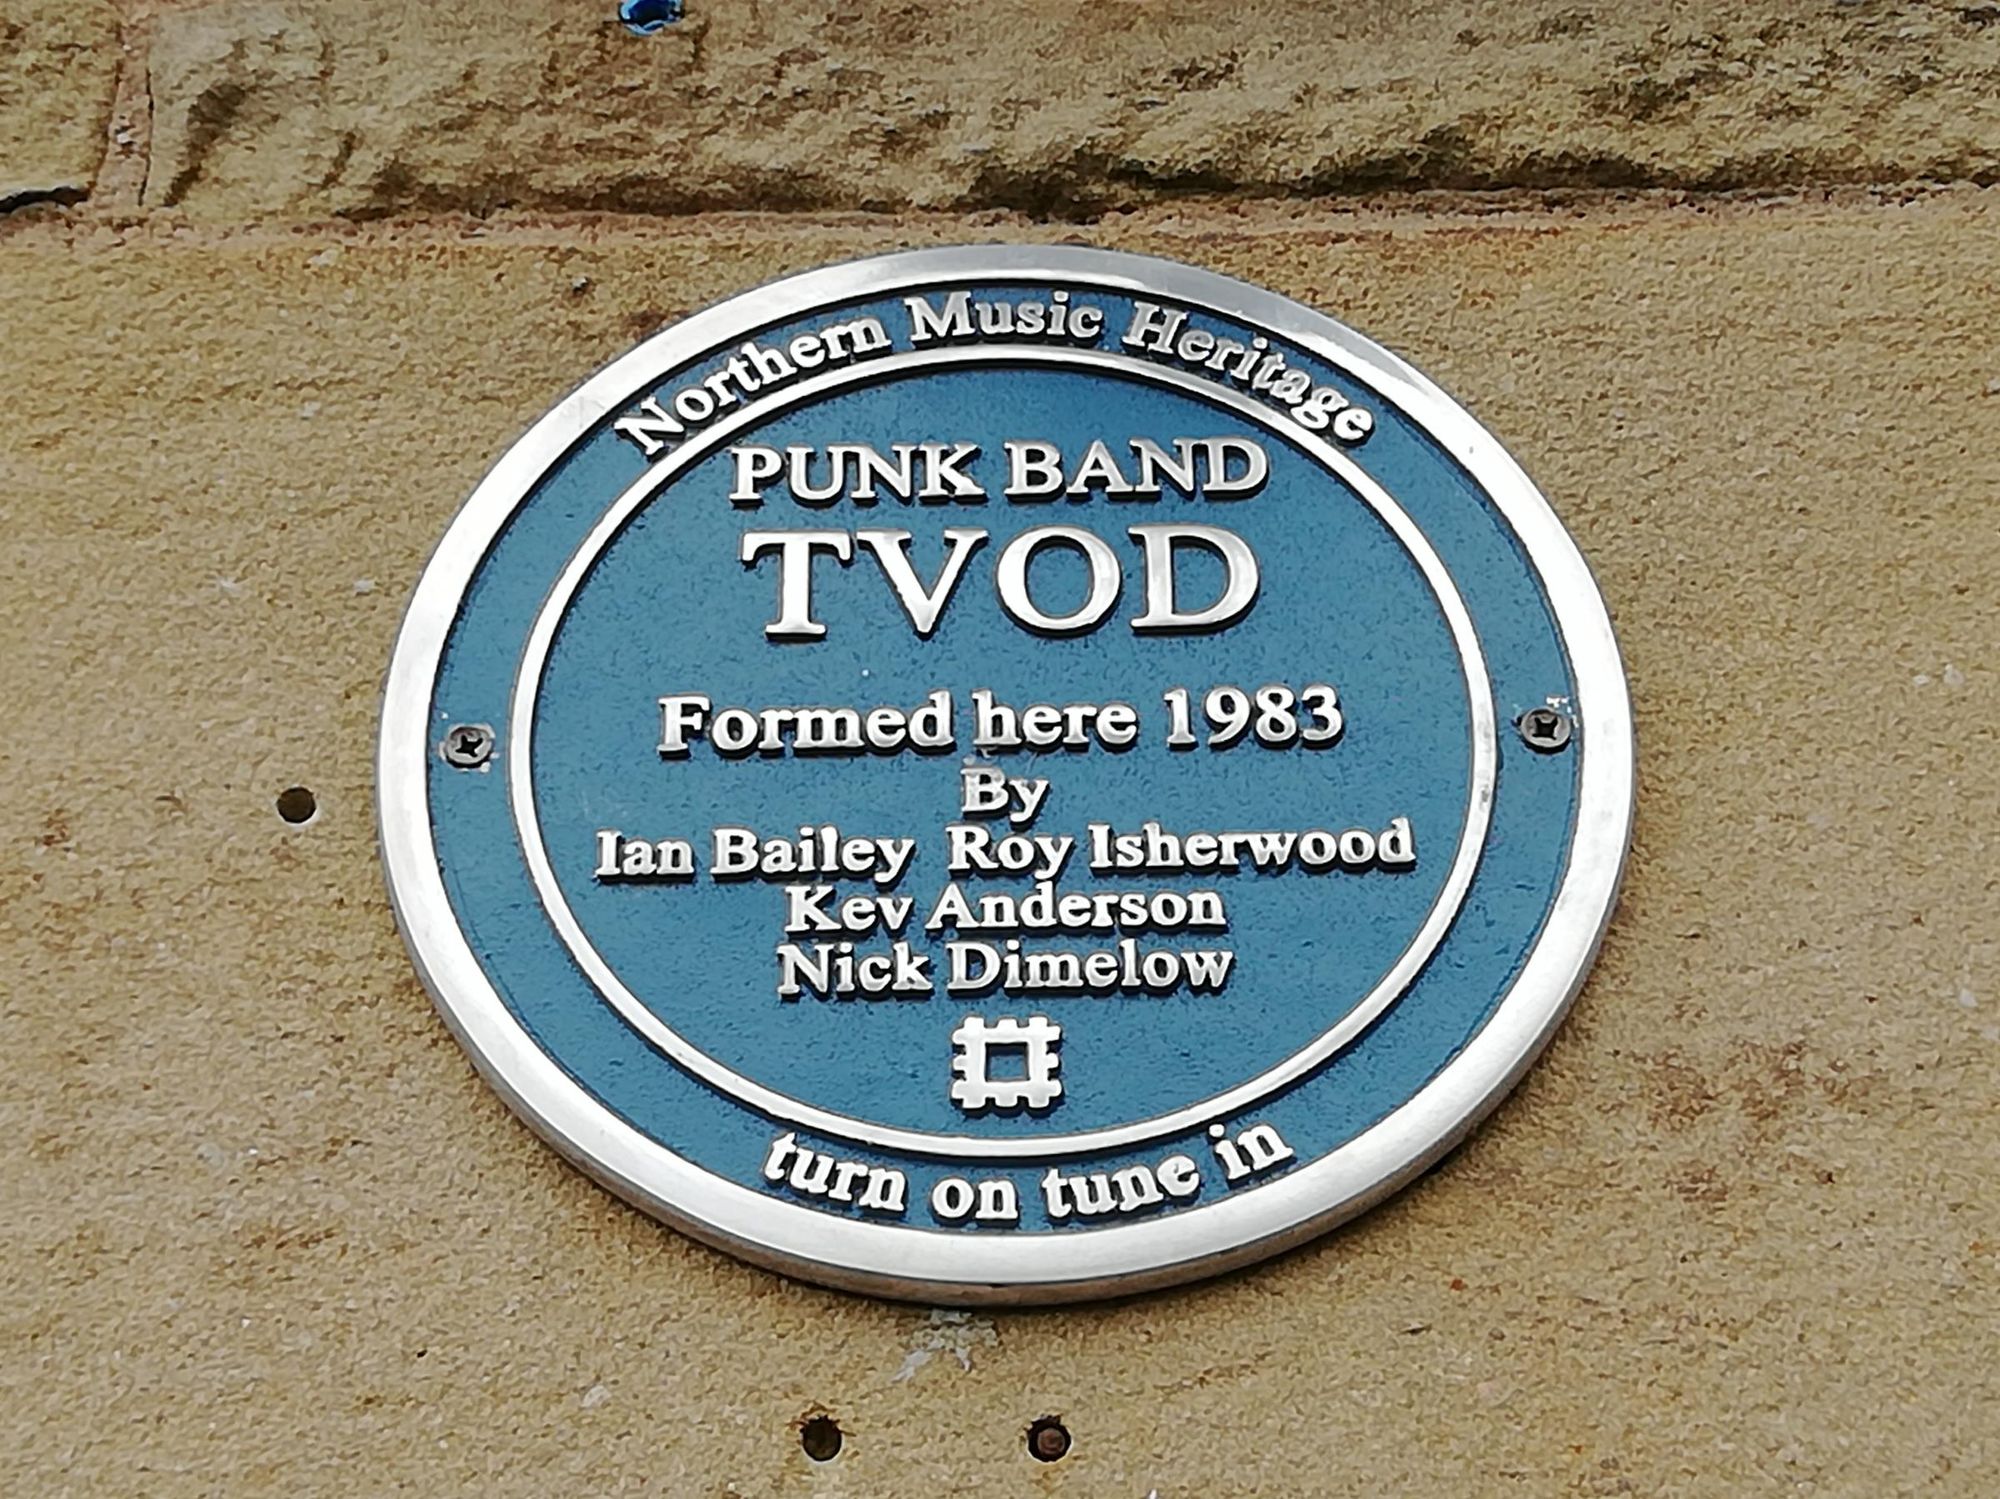 Northern Music Heritage
PUNK BAND
TVOD
Formed here 1983
By
Ian Bailey Roy Isherwood
Kev Anderson
Nick Dimelow
turn on tune in